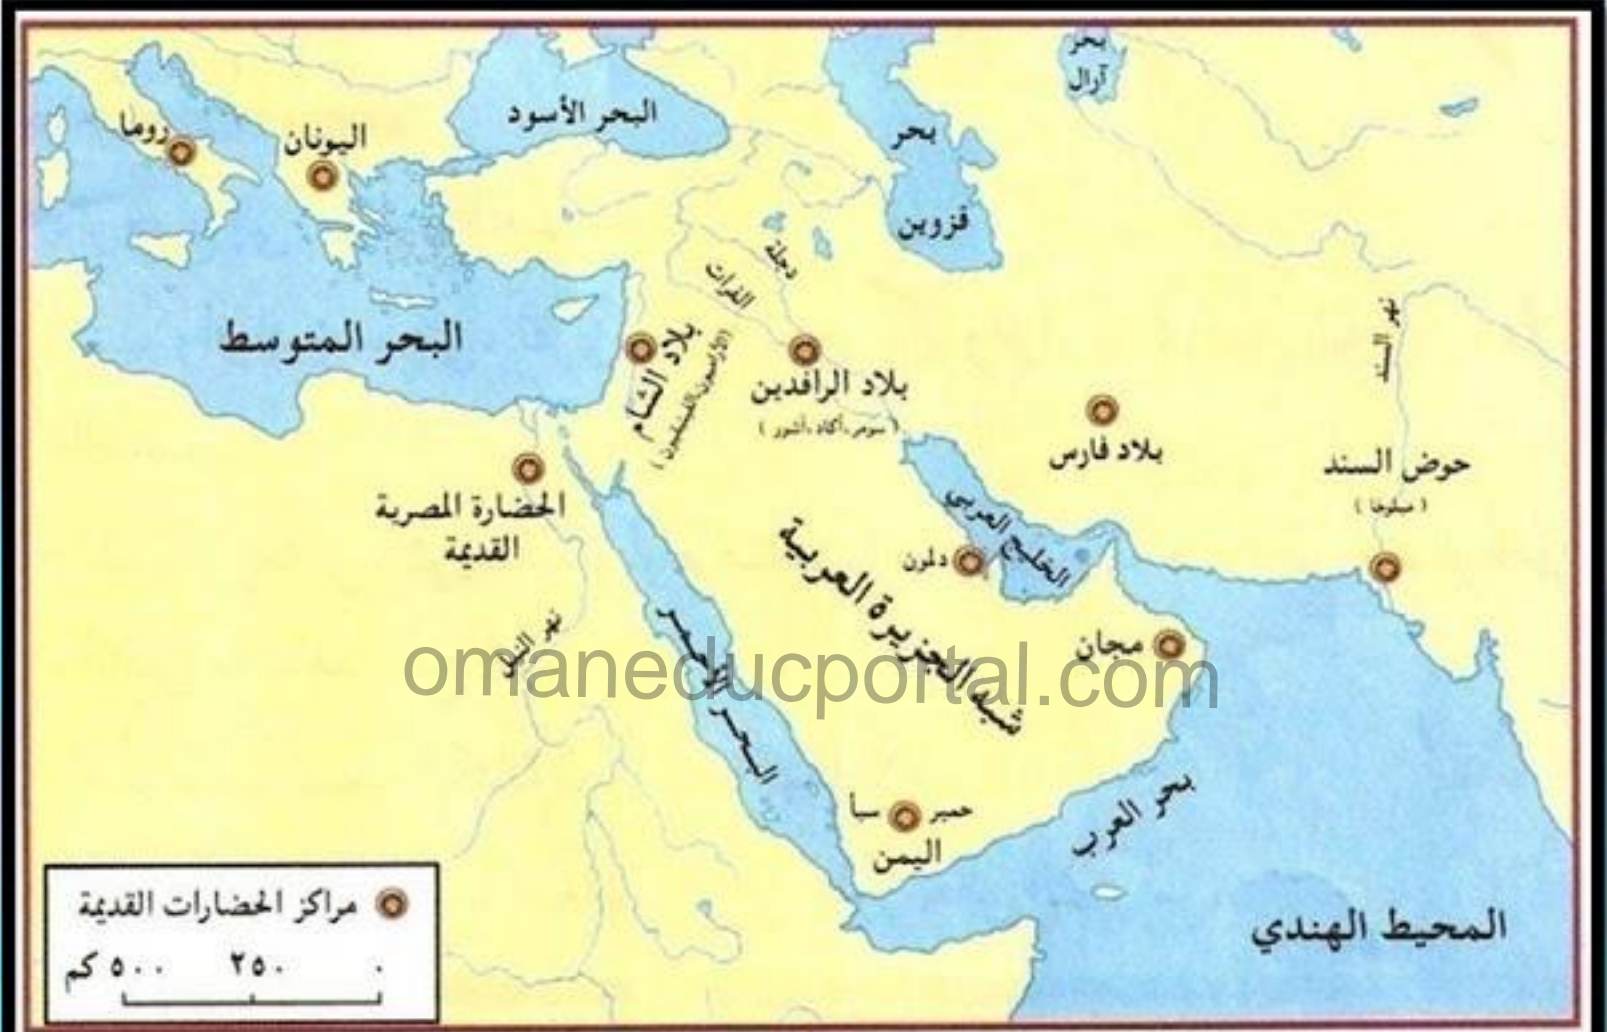 بحر
آرال
البحر الأسود
بحر
قزوين
روما
اليونان
دجلة
الفرات
البحر المتوسط
بلاد الشام
بلاد الرافدين
(سومر، أكاد، آشور)
بلاد فارس
نهر السند
حوض السند
(ميلوخا)
الحضارة المصرية
القديمة
الخليج العربي
دلمون
شبه الجزيرة العربية
مجان
نهر النيل
البحر الأحمر
omaneducportal.com
بحر العرب
حمير سبأ
اليمن
المحيط الهندي
مراكز الحضارات القديمة
٠ ٢٥٠ ٥٠٠ كم